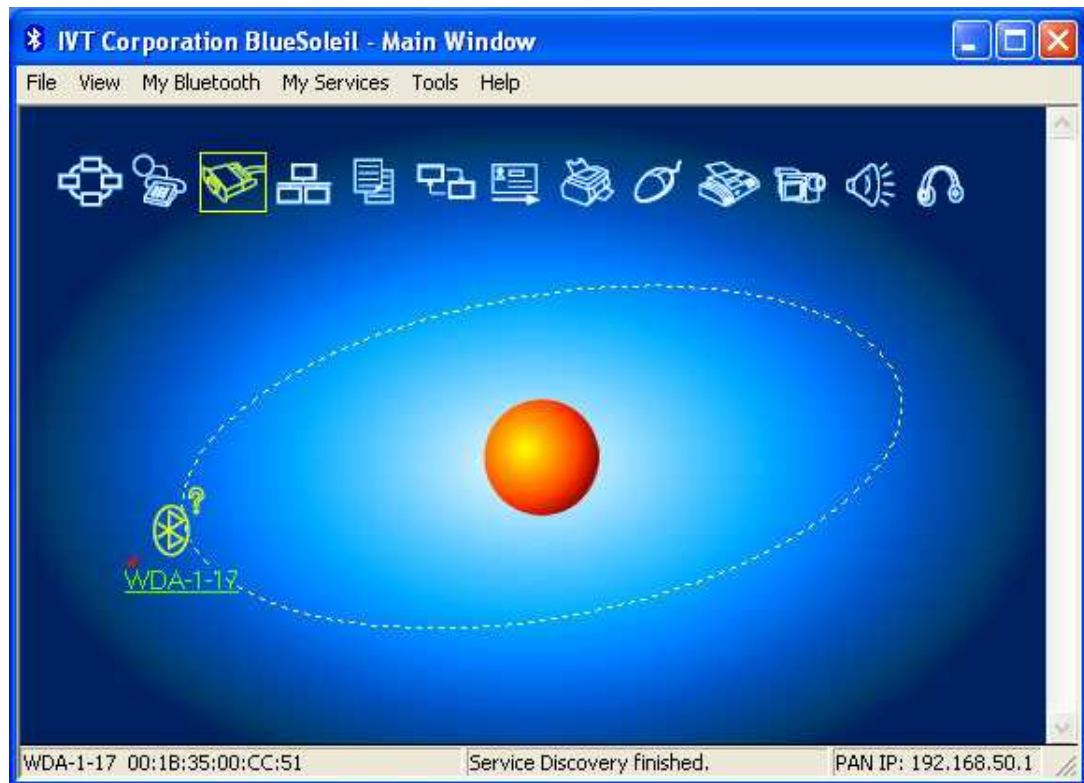 IVT Corporation BlueSoleil - Main Window
File View My Bluetooth My Services Tools Help
?
WDA-1-17
WDA-1-17 00:1B:35:00:CC:51 Service Discovery finished. PAN IP: 192.168.50.1